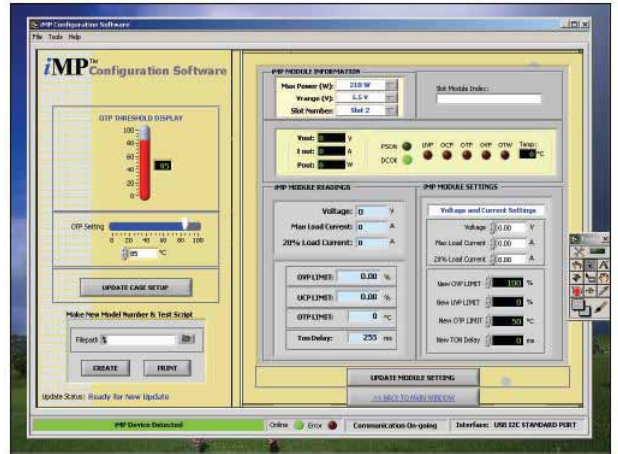 iMP Configuration Software
File Tools Help
iMP™ Configuration Software
OTP THRESHOLD DISPLAY
100
80
60
40
20
85
OTP Setting
0 20 40 60 80 100
85 °C
UPDATE CASE SETUP
Make New Model Number & Test Script
Filepath
CREATE PRINT
Update Status: Ready for New Update
iMP MODULE INFORMATION
Max Power (W): 210 W
Vrange (V): 5.5 V
Slot Number: Slot 2
Slot Module Index:
Vout: V
I out: A
Pout: W
PSON
DCOK
UVP OCP OTP OVP OTW Temp:
°C
iMP MODULE READINGS
Voltage: 0 V
Max Load Current: 0 A
20% Load Current: 0 A
OVP LIMIT: 0.00 %
UCP LIMIT: 0.00 %
OTP LIMIT: 0 °C
Ton Delay: 255 ms
iMP MODULE SETTINGS
Voltage and Current Settings
Voltage 0.00 V
Max Load Current 0.00 A
20% Load Current 0.00 A
New OVP LIMIT 100 %
New UVP LIMIT 0 %
New OTP LIMIT 50 °C
New TON Delay 0 ms
UPDATE MODULE SETTING
<< BACK TO MAIN WINDOW
iMP Device Detected
Online Error Communication On-going Interface: USB I2C STANDARD PORT